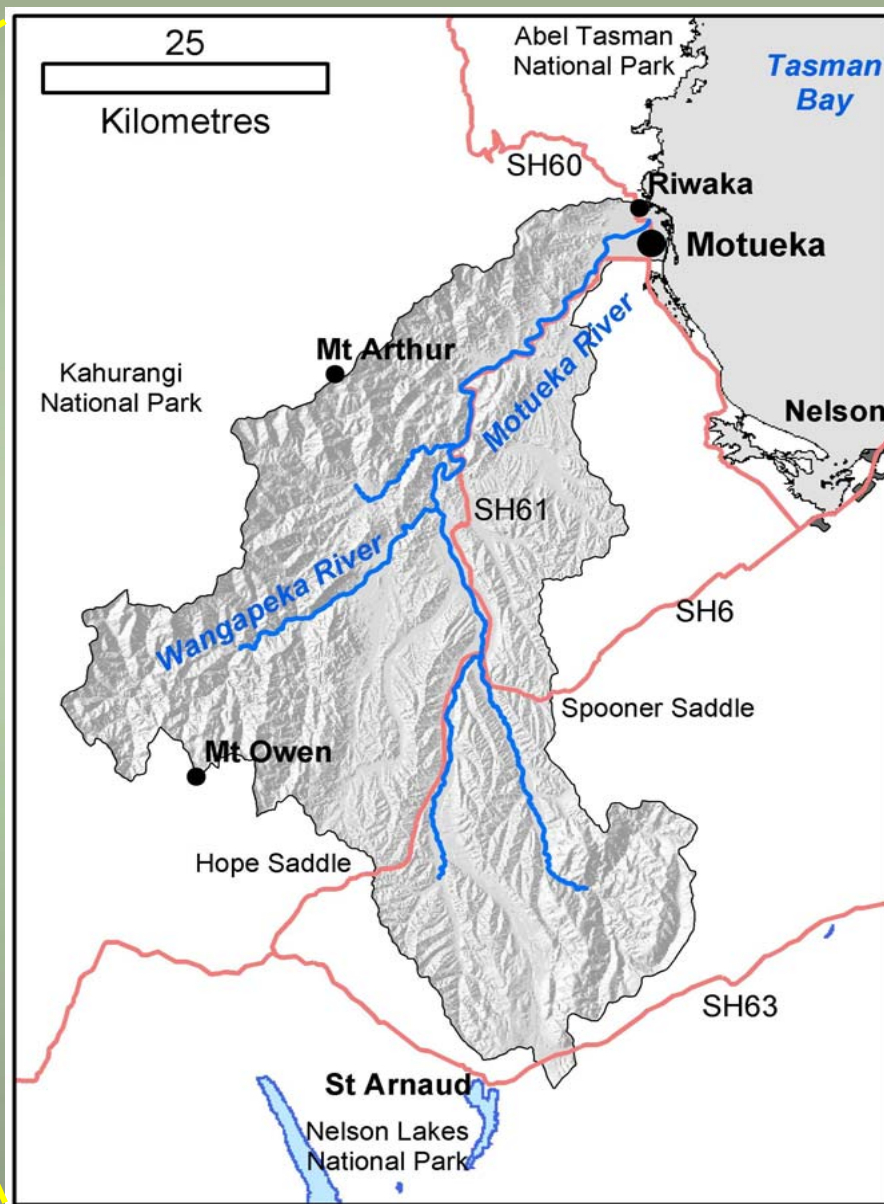 25
Kilometres
Abel Tasman
National Park
Tasman
Bay
SH60
Riwaka
Motueka
Mt Arthur
Kahurangi
National Park
Motueka River
Nelson
SH61
Wangapeka River
SH6
Spooner Saddle
Mt Owen
Hope Saddle
SH63
St Arnaud
Nelson Lakes
National Park